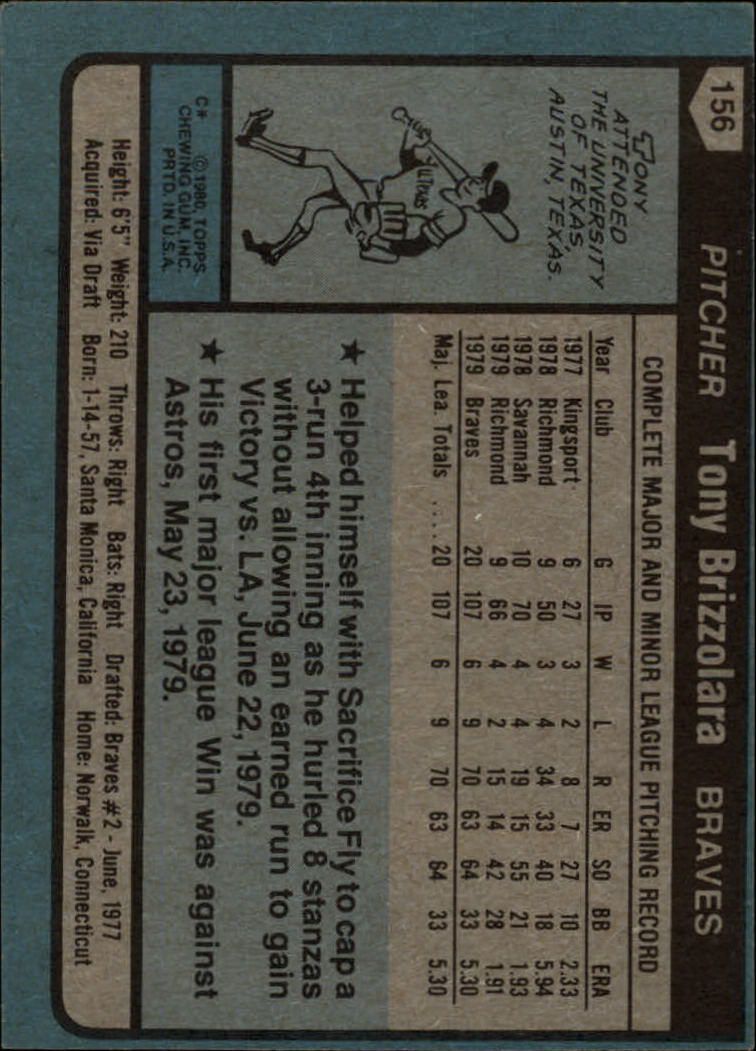 156
PITCHER Tony Brizzolara BRAVES
TONY
ATTENDED
THE UNIVERSITY
OF TEXAS,
AUSTIN, TEXAS.
C# © 1980 TOPPS
CHEWING GUM, INC.
PRTD. IN U.S.A.
COMPLETE MAJOR AND MINOR LEAGUE PITCHING RECORD
Year Club G IP W L R ER SO BB ERA
1977 Kingsport 6 27 3 2 8 7 27 10 2.33
1978 Richmond 9 50 3 4 34 33 40 18 5.94
1978 Savannah 10 70 4 4 19 15 55 21 1.93
1979 Richmond 9 66 4 2 15 14 42 28 1.91
1979 Braves 20 107 6 9 70 63 64 33 5.30
Maj. Lea. Totals .... 20 107 6 9 70 63 64 33 5.30
★ Helped himself with Sacrifice Fly to cap a
3-run 4th inning as he hurled 8 stanzas
without allowing an earned run to gain
Victory vs. LA, June 22, 1979.
★ His first major league Win was against
Astros, May 23, 1979.
Height: 6'5" Weight: 210 Throws: Right Bats: Right Drafted: Braves #2 - June, 1977
Acquired: Via Draft Born: 1-14-57, Santa Monica, California Home: Norwalk, Connecticut